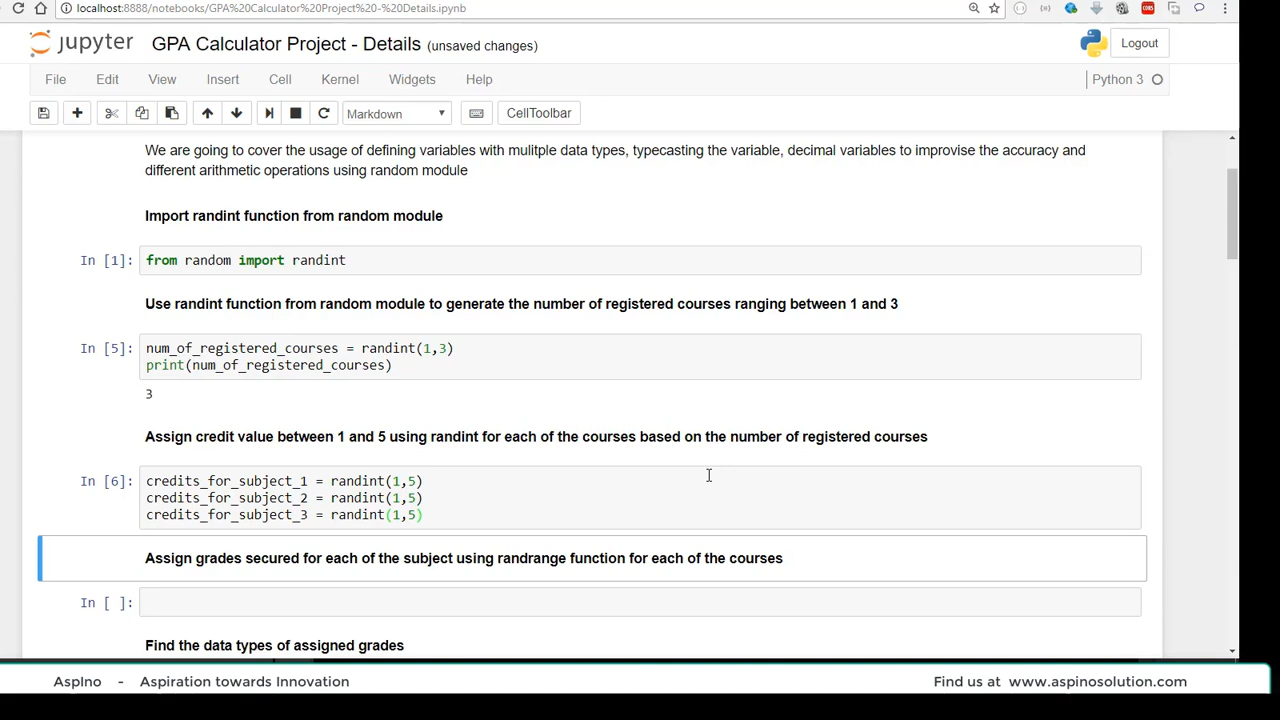 localhost:8888/notebooks/GPA%20Calculator%20Project%20-%20Details.ipynb
jupyter GPA Calculator Project - Details (unsaved changes) Logout
File Edit View Insert Cell Kernel Widgets Help Python 3
Markdown CellToolbar
We are going to cover the usage of defining variables with mulitple data types, typecasting the variable, decimal variables to improvise the accuracy and
different arithmetic operations using random module
Import randint function from random module
In [1]: from random import randint
Use randint function from random module to generate the number of registered courses ranging between 1 and 3
In [5]: num_of_registered_courses = randint(1,3)
print(num_of_registered_courses)
3
Assign credit value between 1 and 5 using randint for each of the courses based on the number of registered courses
In [6]: credits_for_subject_1 = randint(1,5)
credits_for_subject_2 = randint(1,5)
credits_for_subject_3 = randint(1,5)
Assign grades secured for each of the subject using randrange function for each of the courses
In [ ]:
Find the data types of assigned grades
AspIno - Aspiration towards Innovation Find us at www.aspinosolution.com